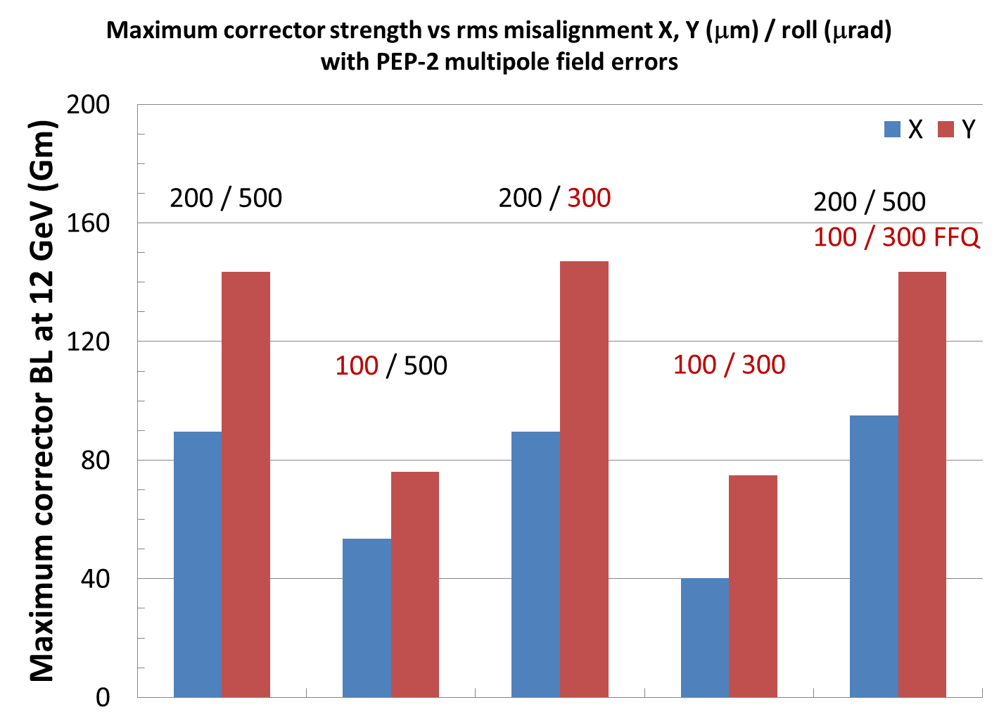 Maximum corrector strength vs rms misalignment X, Y (μm) / roll (μrad)
with PEP-2 multipole field errors
Maximum corrector BL at 12 GeV (Gm)
200
160
120
80
40
0
X Y
200 / 500
100 / 500
200 / 300
100 / 300
200 / 500
100 / 300 FFQ